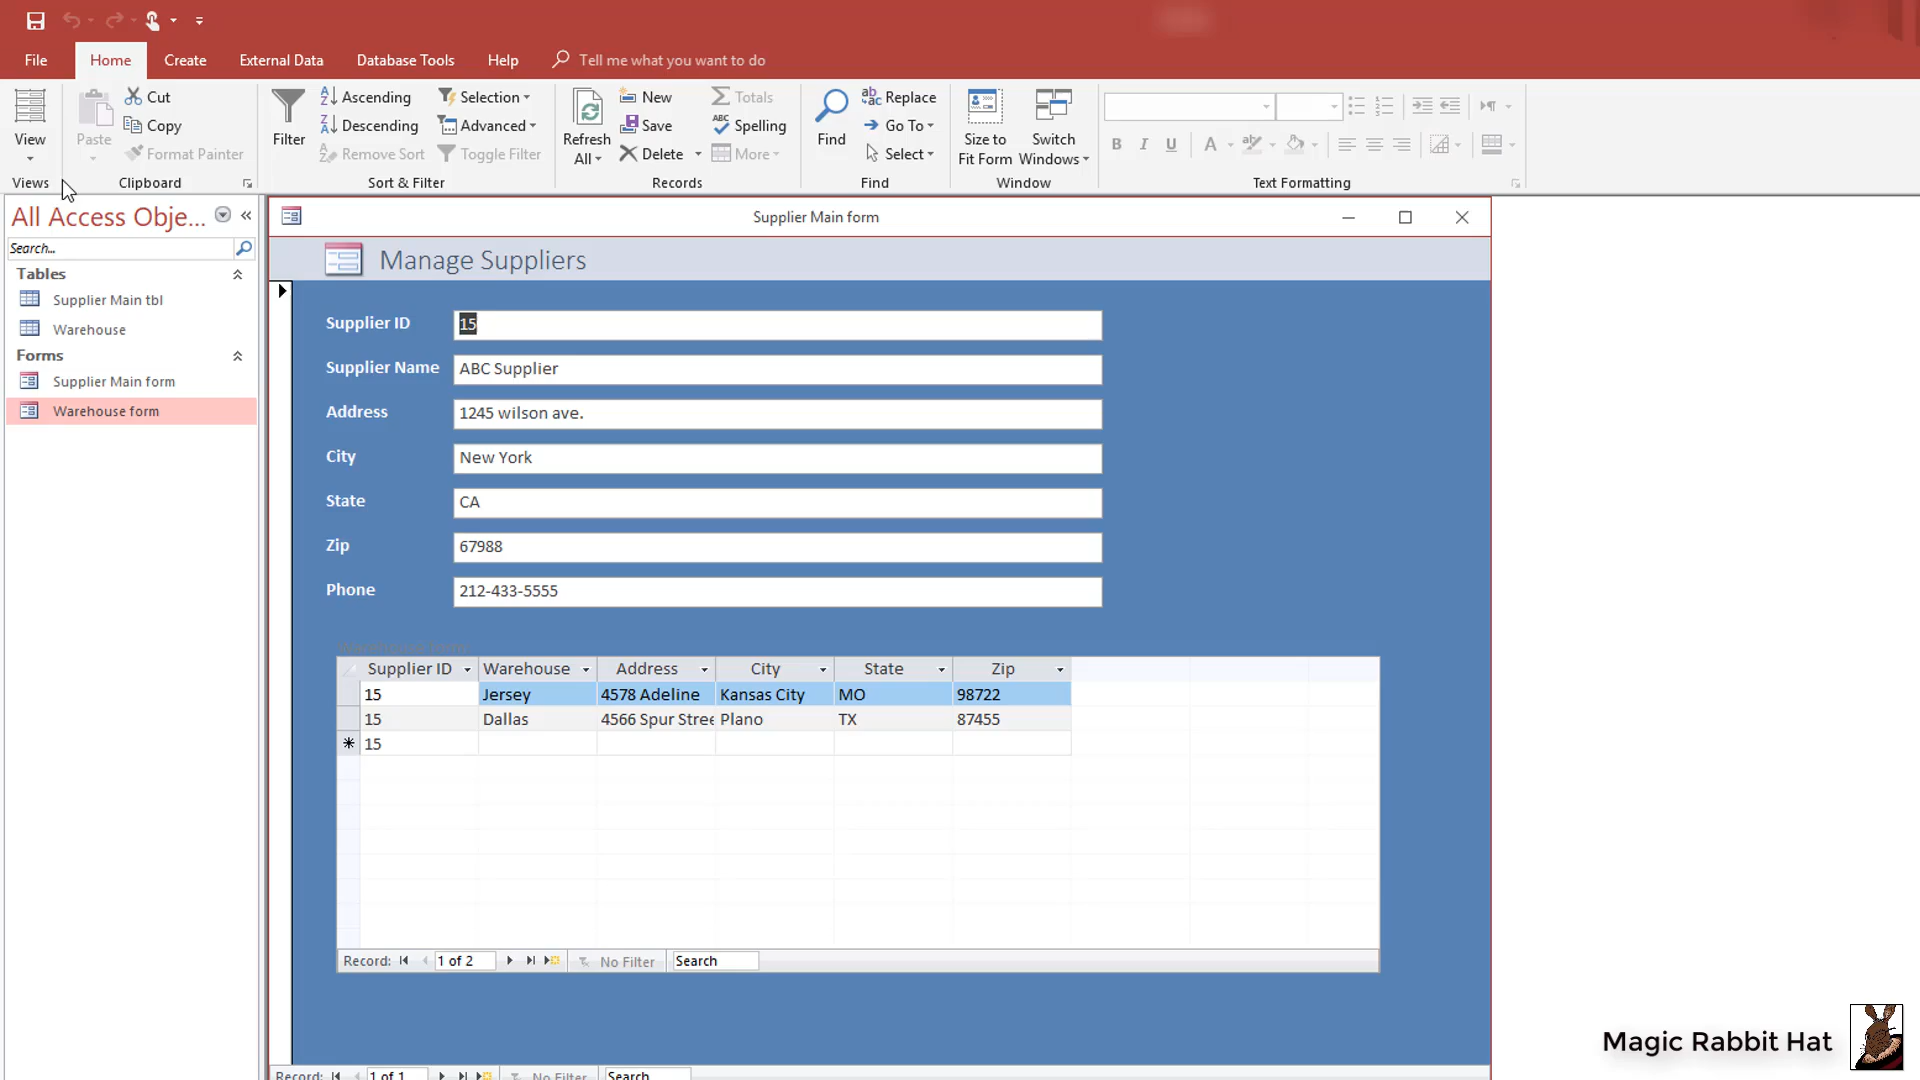 File Home Create External Data Database Tools Help Tell me what you want to do
View Paste Cut Copy Format Painter
Filter Ascending Descending Remove Sort Selection Advanced Toggle Filter
Refresh All New Save Delete Totals Spelling More
Find Replace Go To Select
Size to Fit Form Switch Windows
B I U A
Views Clipboard Sort & Filter Records Find Window Text Formatting
All Access Obje...
Search...
Tables
Supplier Main tbl
Warehouse
Forms
Supplier Main form
Warehouse form
Supplier Main form
Manage Suppliers
Supplier ID 15
Supplier Name ABC Supplier
Address 1245 wilson ave.
City New York
State CA
Zip 67988
Phone 212-433-5555
Supplier ID Warehouse Address City State Zip
15 Jersey 4578 Adeline Kansas City MO 98722
15 Dallas 4566 Spur Stree Plano TX 87455
15
Record: 1 of 2 No Filter Search
Record: 1 of 1 No Filter Search
Magic Rabbit Hat